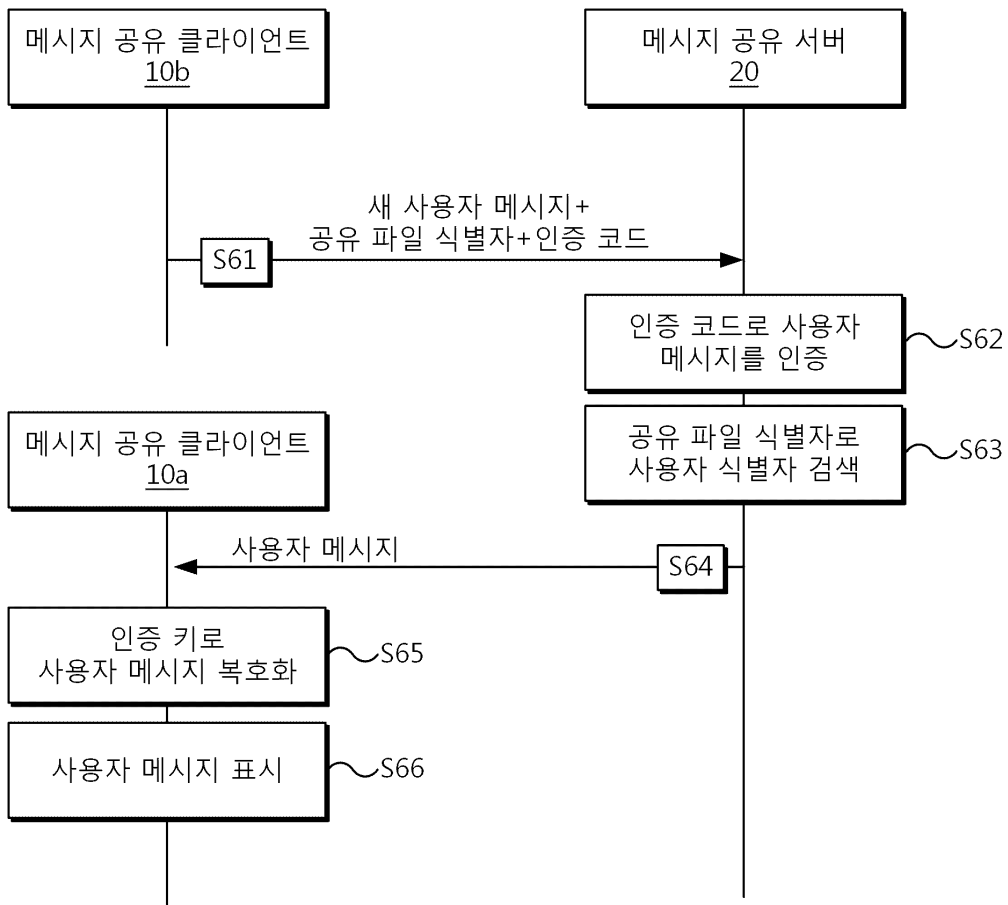 메시지 공유 클라이언트
10b
메시지 공유 서버
20
새 사용자 메시지+
공유 파일 식별자+인증 코드
S61
인증 코드로 사용자
메시지를 인증
S62
메시지 공유 클라이언트
10a
공유 파일 식별자로
사용자 식별자 검색
S63
사용자 메시지
S64
인증 키로
사용자 메시지 복호화
S65
사용자 메시지 표시
S66